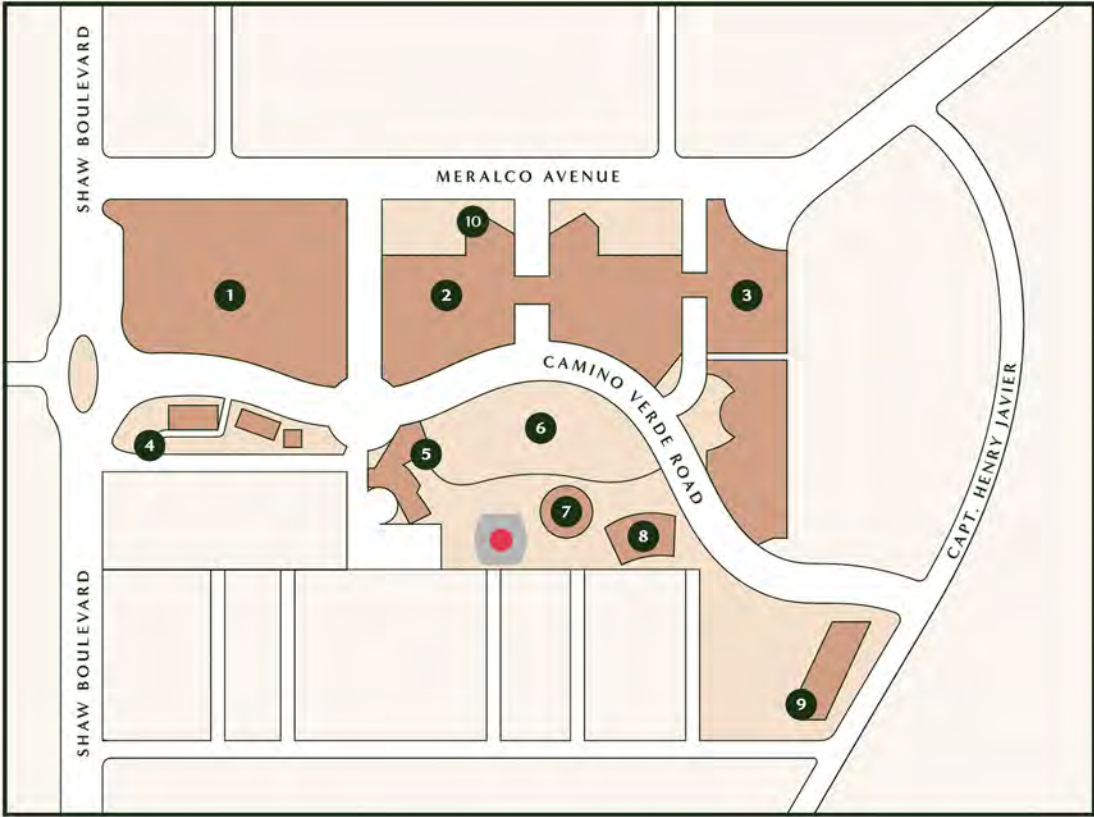 SHAW BOULEVARD
MERALCO AVENUE
10
1
2
3
CAMINO VERDE ROAD
4
5
6
CAPT. HENRY JAVIER
7
8
SHAW BOULEVARD
9